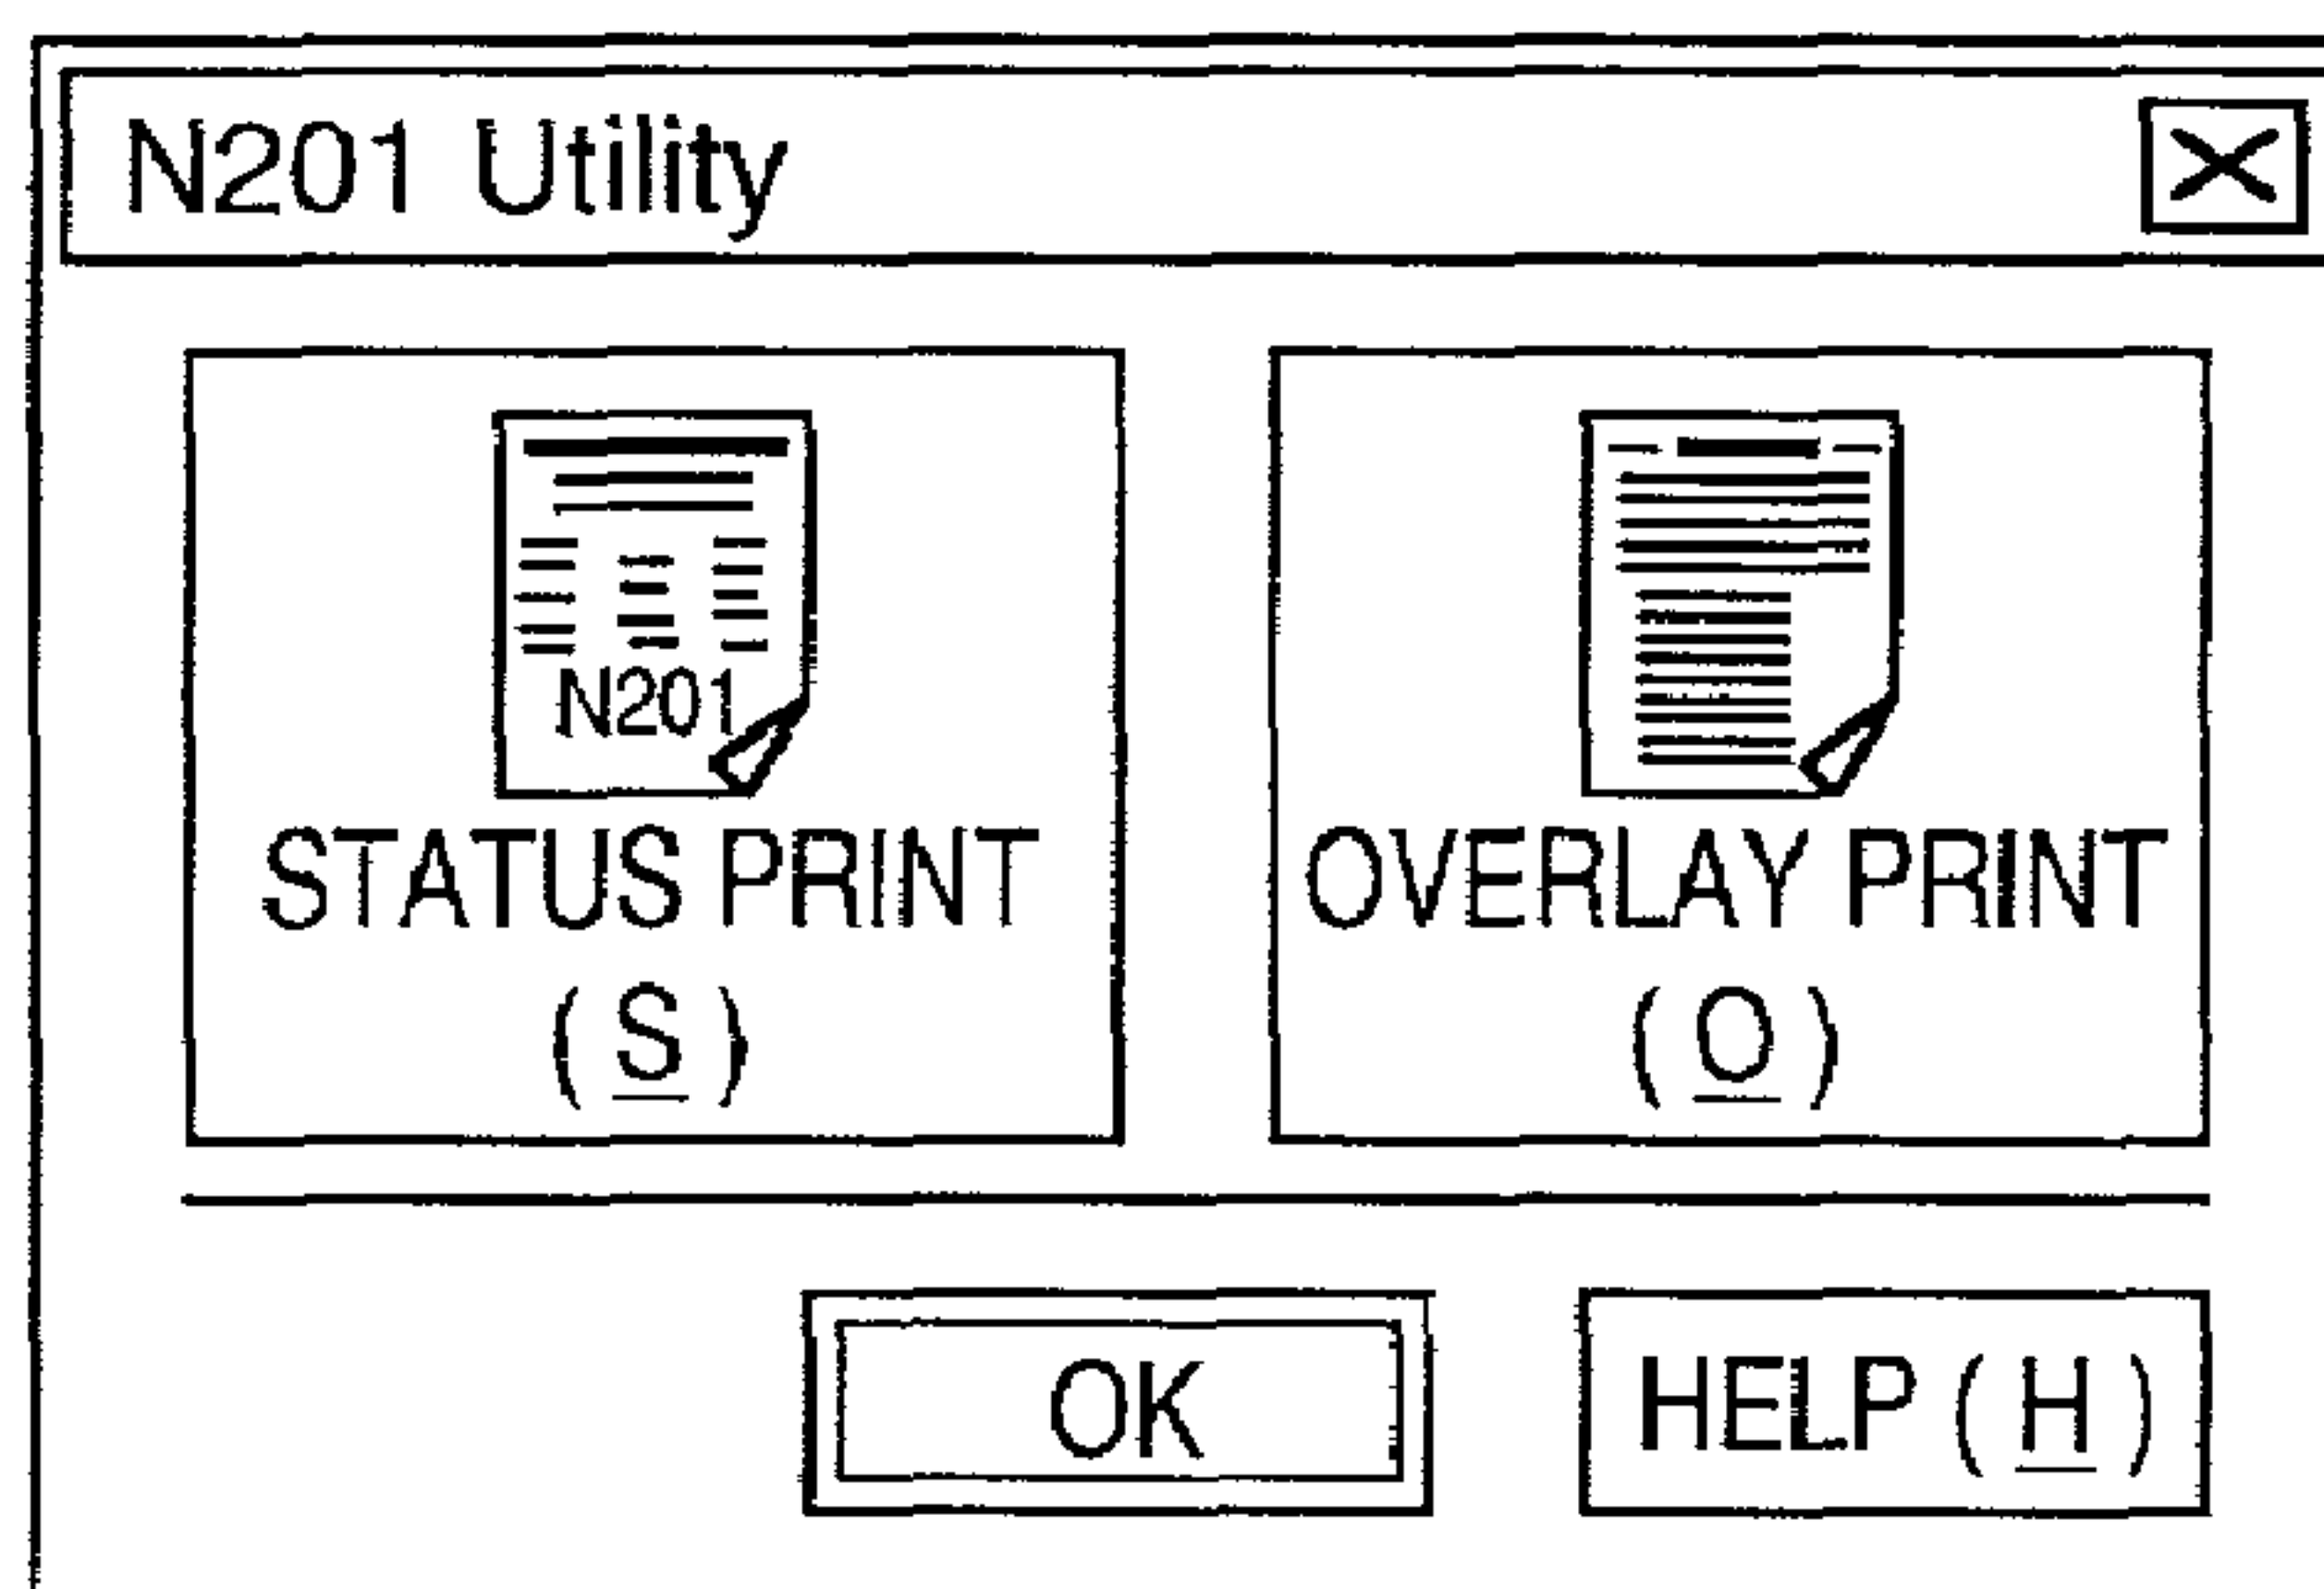 N201 Utility
N201
STATUS PRINT
(S)
OVERLAY PRINT
(O)
OK
HELP (H)